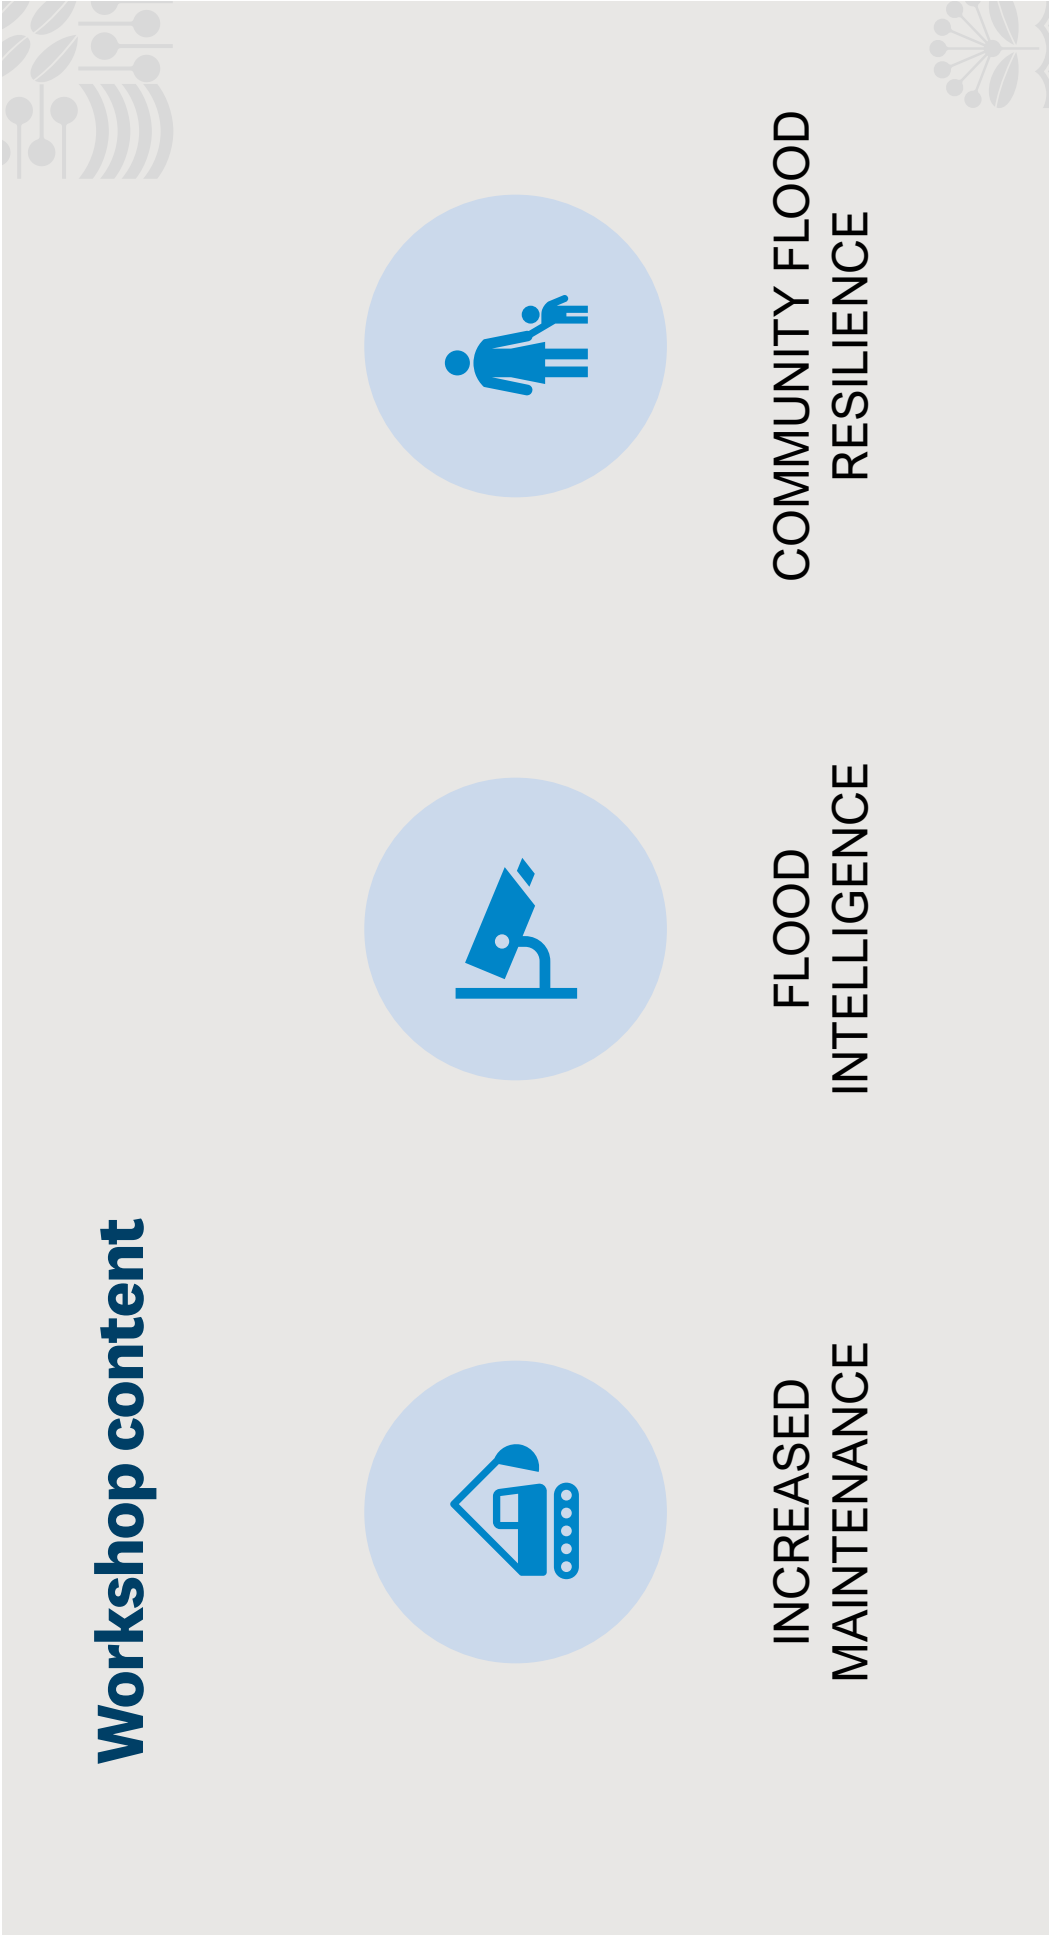 Workshop content
INCREASED
MAINTENANCE
FLOOD
INTELLIGENCE
COMMUNITY FLOOD
RESILIENCE